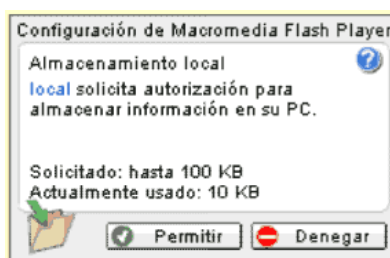 Configuración de Macromedia Flash Player
Almacenamiento local
local solicita autorización para
almacenar información en su PC.
Solicitado: hasta 100 KB
Actualmente usado: 10 KB
Permitir
Denegar